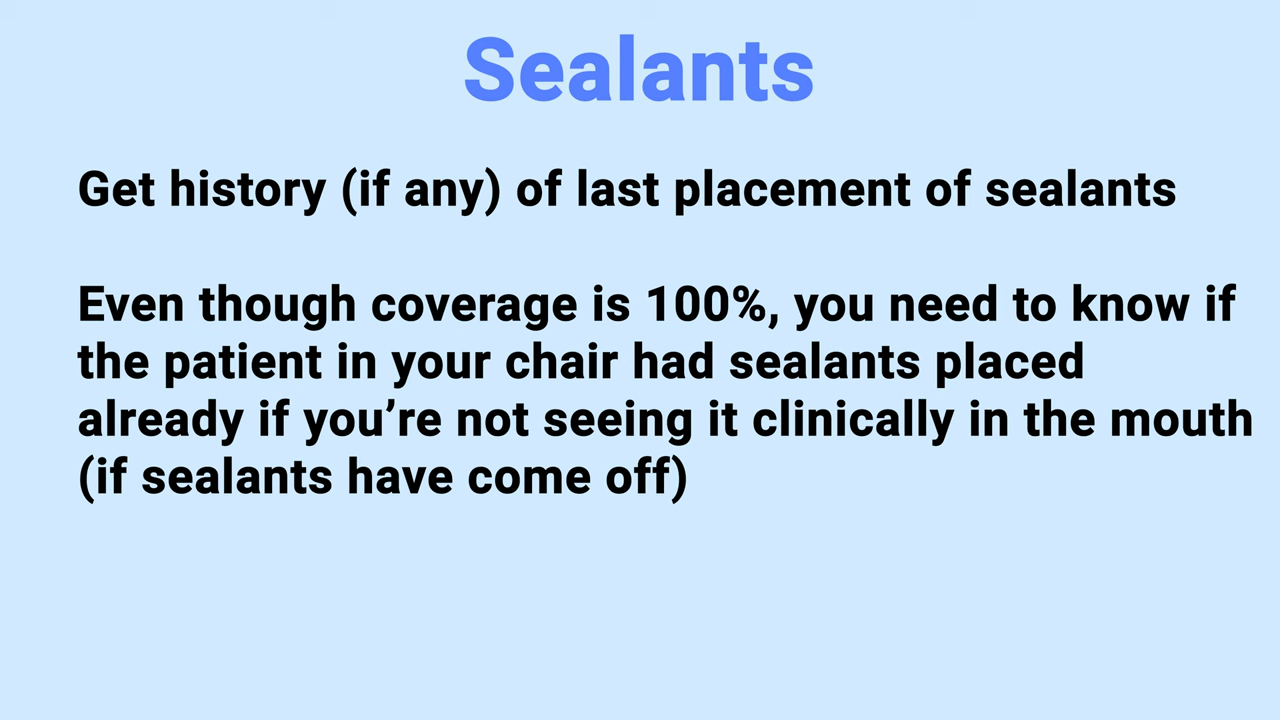 Sealants
Get history (if any) of last placement of sealants
Even though coverage is 100%, you need to know if
the patient in your chair had sealants placed
already if you’re not seeing it clinically in the mouth
(if sealants have come off)